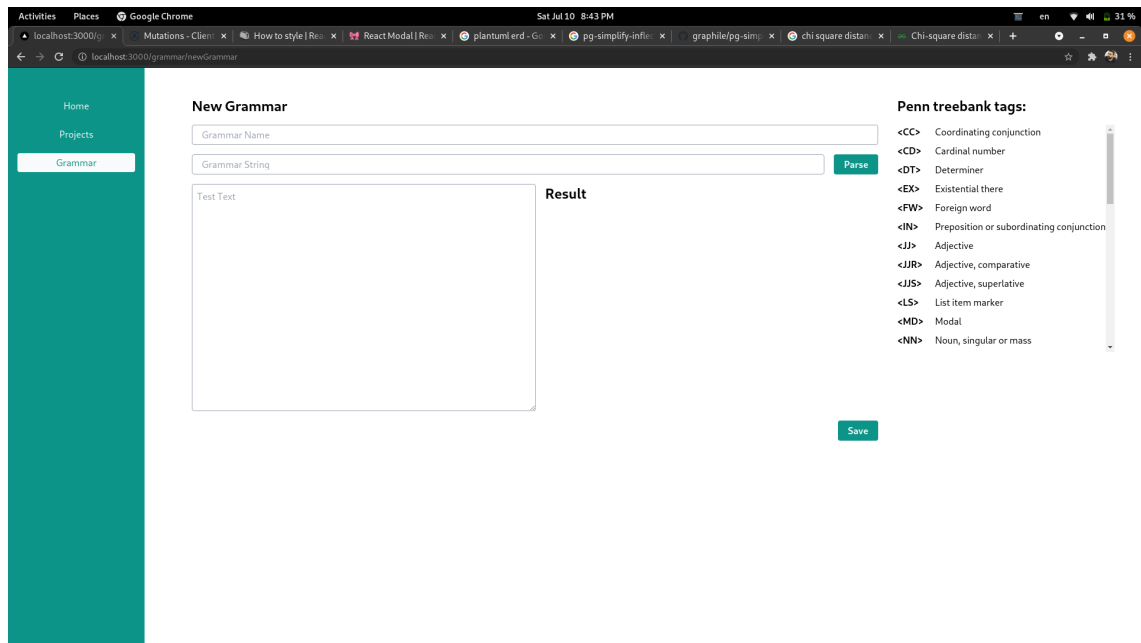 Activities Places Google Chrome Sat Jul 10 8:43 PM en 31 %
localhost:3000/g Mutations - Client How to style | Rea React Modal | Rea plantuml erd - Go pg-simplify-inflec graphile/pg-simp chi square distanc Chi-square distan
localhost:3000/grammar/newGrammar
Home
Projects
Grammar
New Grammar
Grammar Name
Grammar String
Parse
Test Text
Result
Save
Penn treebank tags:
<CC> Coordinating conjunction
<CD> Cardinal number
<DT> Determiner
<EX> Existential there
<FW> Foreign word
<IN> Preposition or subordinating conjunction
<JJ> Adjective
<JJR> Adjective, comparative
<JJS> Adjective, superlative
<LS> List item marker
<MD> Modal
<NN> Noun, singular or mass